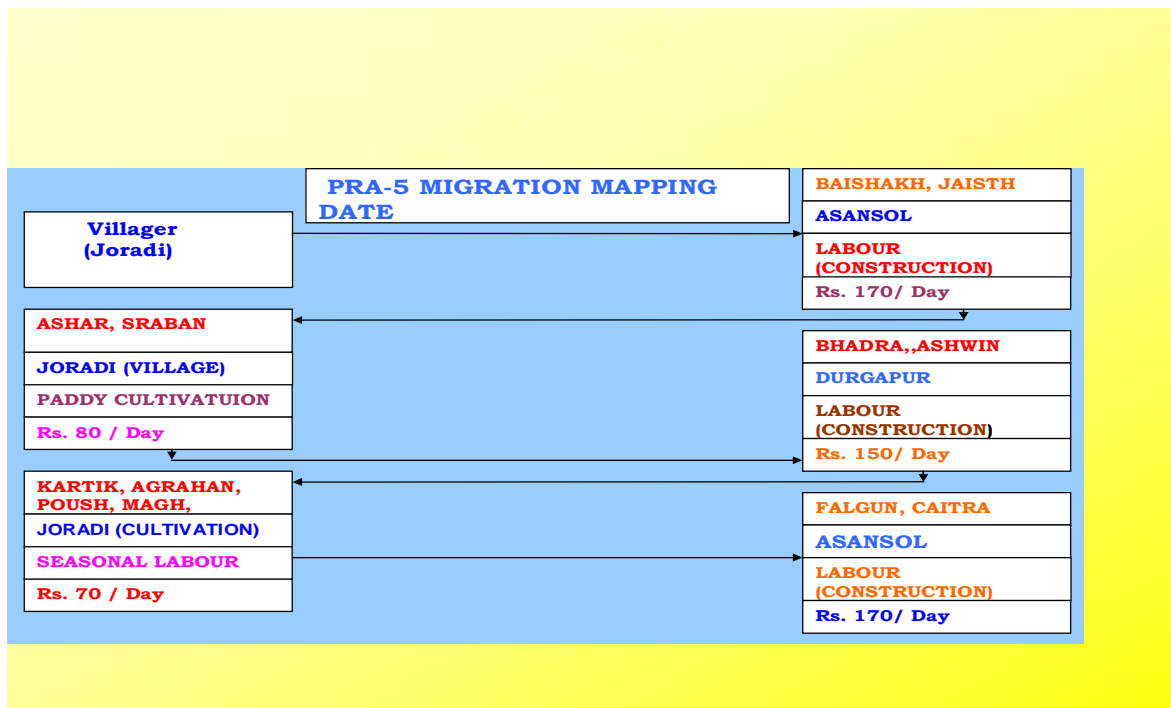 PRA-5 MIGRATION MAPPING
DATE
Villager
(Joradi)
BAISHAKH, JAISTH
ASANSOL
LABOUR
(CONSTRUCTION)
Rs. 170/ Day
ASHAR, SRABAN
JORADI (VILLAGE)
PADDY CULTIVATUION
Rs. 80 / Day
BHADRA,,ASHWIN
DURGAPUR
LABOUR
(CONSTRUCTION)
Rs. 150/ Day
KARTIK, AGRAHAN,
POUSH, MAGH,
JORADI (CULTIVATION)
SEASONAL LABOUR
Rs. 70 / Day
FALGUN, CAITRA
ASANSOL
LABOUR
(CONSTRUCTION)
Rs. 170/ Day